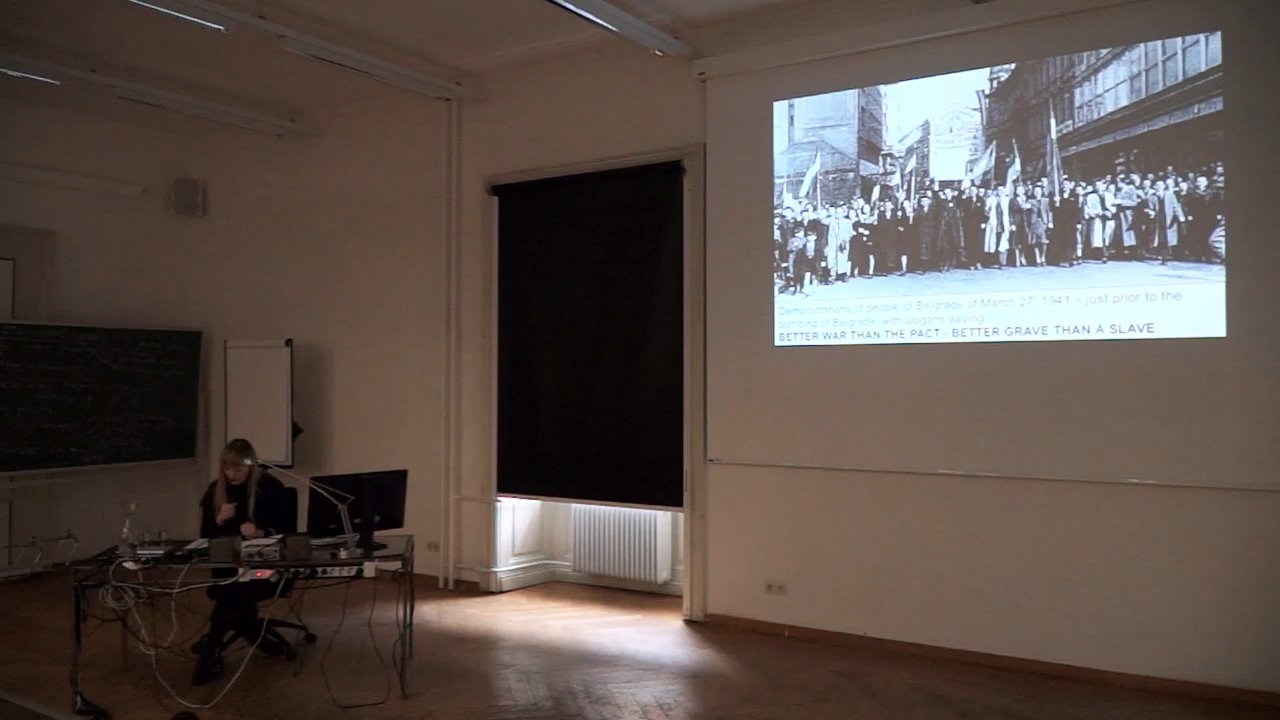 Demonstrations of people of Belgrade of March 27, 1941 - just prior to the
bombing of Belgrade, with slogans saying:
BETTER WAR THAN THE PACT - BETTER GRAVE THAN A SLAVE